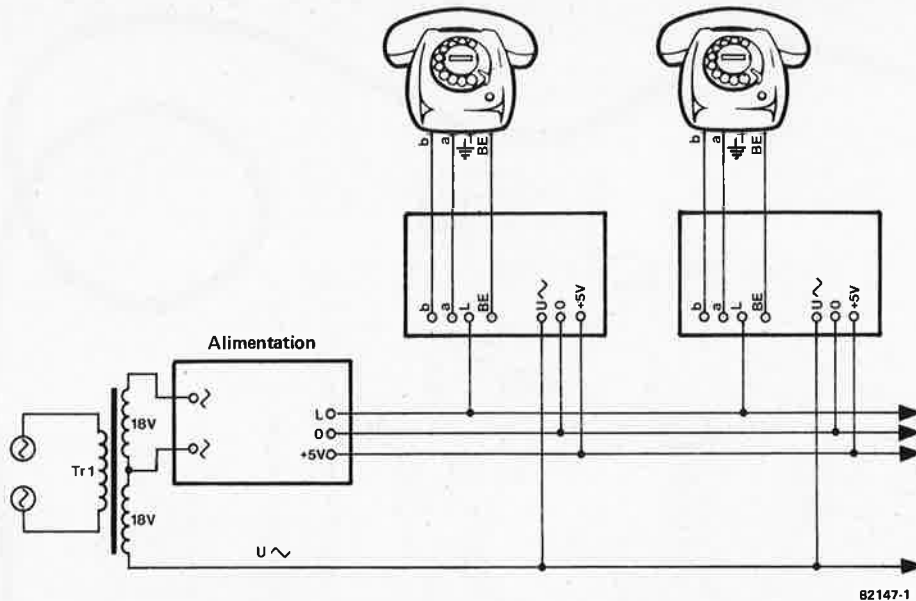 b a BE
b a BE
b a L BE U~ 0 +5V
b a L BE U~ 0 +5V
Alimentation
18V
L
0
Tr1
+5V
18V
U~
82147-1